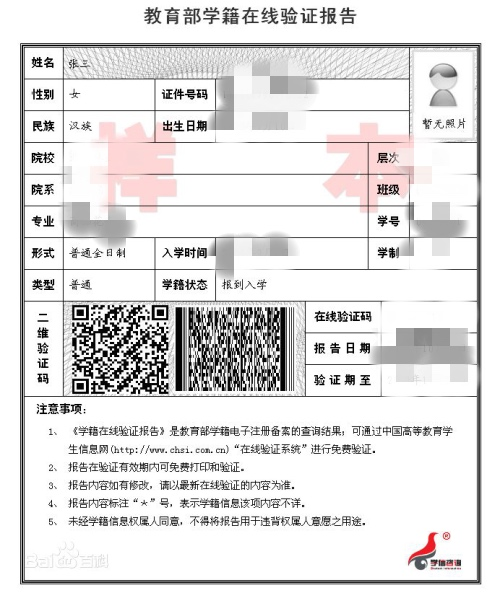 教育部学籍在线验证报告
姓名 张三
性别 女 证件号码
民族 汉族 出生日期
暂无照片
院校 层次
样本
院系 班级
专业 学号
形式 普通全日制 入学时间 学制
类型 普通 学籍状态 报到入学
二维验证码
在线验证码
报告日期
验证期至
注意事项:
1、《学籍在线验证报告》是教育部学籍电子注册备案的查询结果,可通过中国高等教育学
生信息网(http://www.chsi.com.cn)“在线验证系统”进行免费验证。
2、报告在验证有效期内可免费打印和验证。
3、报告内容如有修改,请以最新在线验证的内容为准。
4、报告内容标注“*”号,表示学籍信息该项内容不详。
5、未经学籍信息权属人同意,不得将报告用于违背权属人意愿之用途。
Bai百科
学信咨询